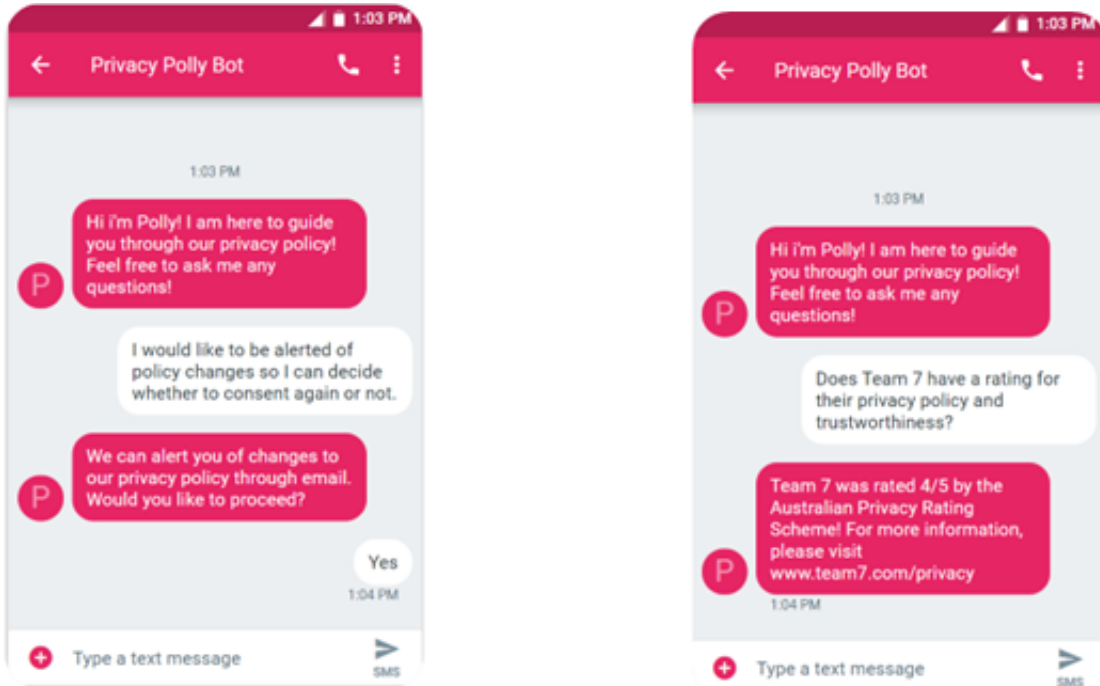 1:03 PM
Privacy Polly Bot
1:03 PM
Hi i'm Polly! I am here to guide
you through our privacy policy!
Feel free to ask me any
questions!
P
I would like to be alerted of
policy changes so I can decide
whether to consent again or not.
We can alert you of changes to
our privacy policy through email.
Would you like to proceed?
P
Yes
1:04 PM
Type a text message
SMS
1:03 PM
Privacy Polly Bot
1:03 PM
Hi i'm Polly! I am here to guide
you through our privacy policy!
Feel free to ask me any
questions!
P
Does Team 7 have a rating for
their privacy policy and
trustworthiness?
Team 7 was rated 4/5 by the
Australian Privacy Rating
Scheme! For more information,
please visit
www.team7.com/privacy
P
1:04 PM
Type a text message
SMS